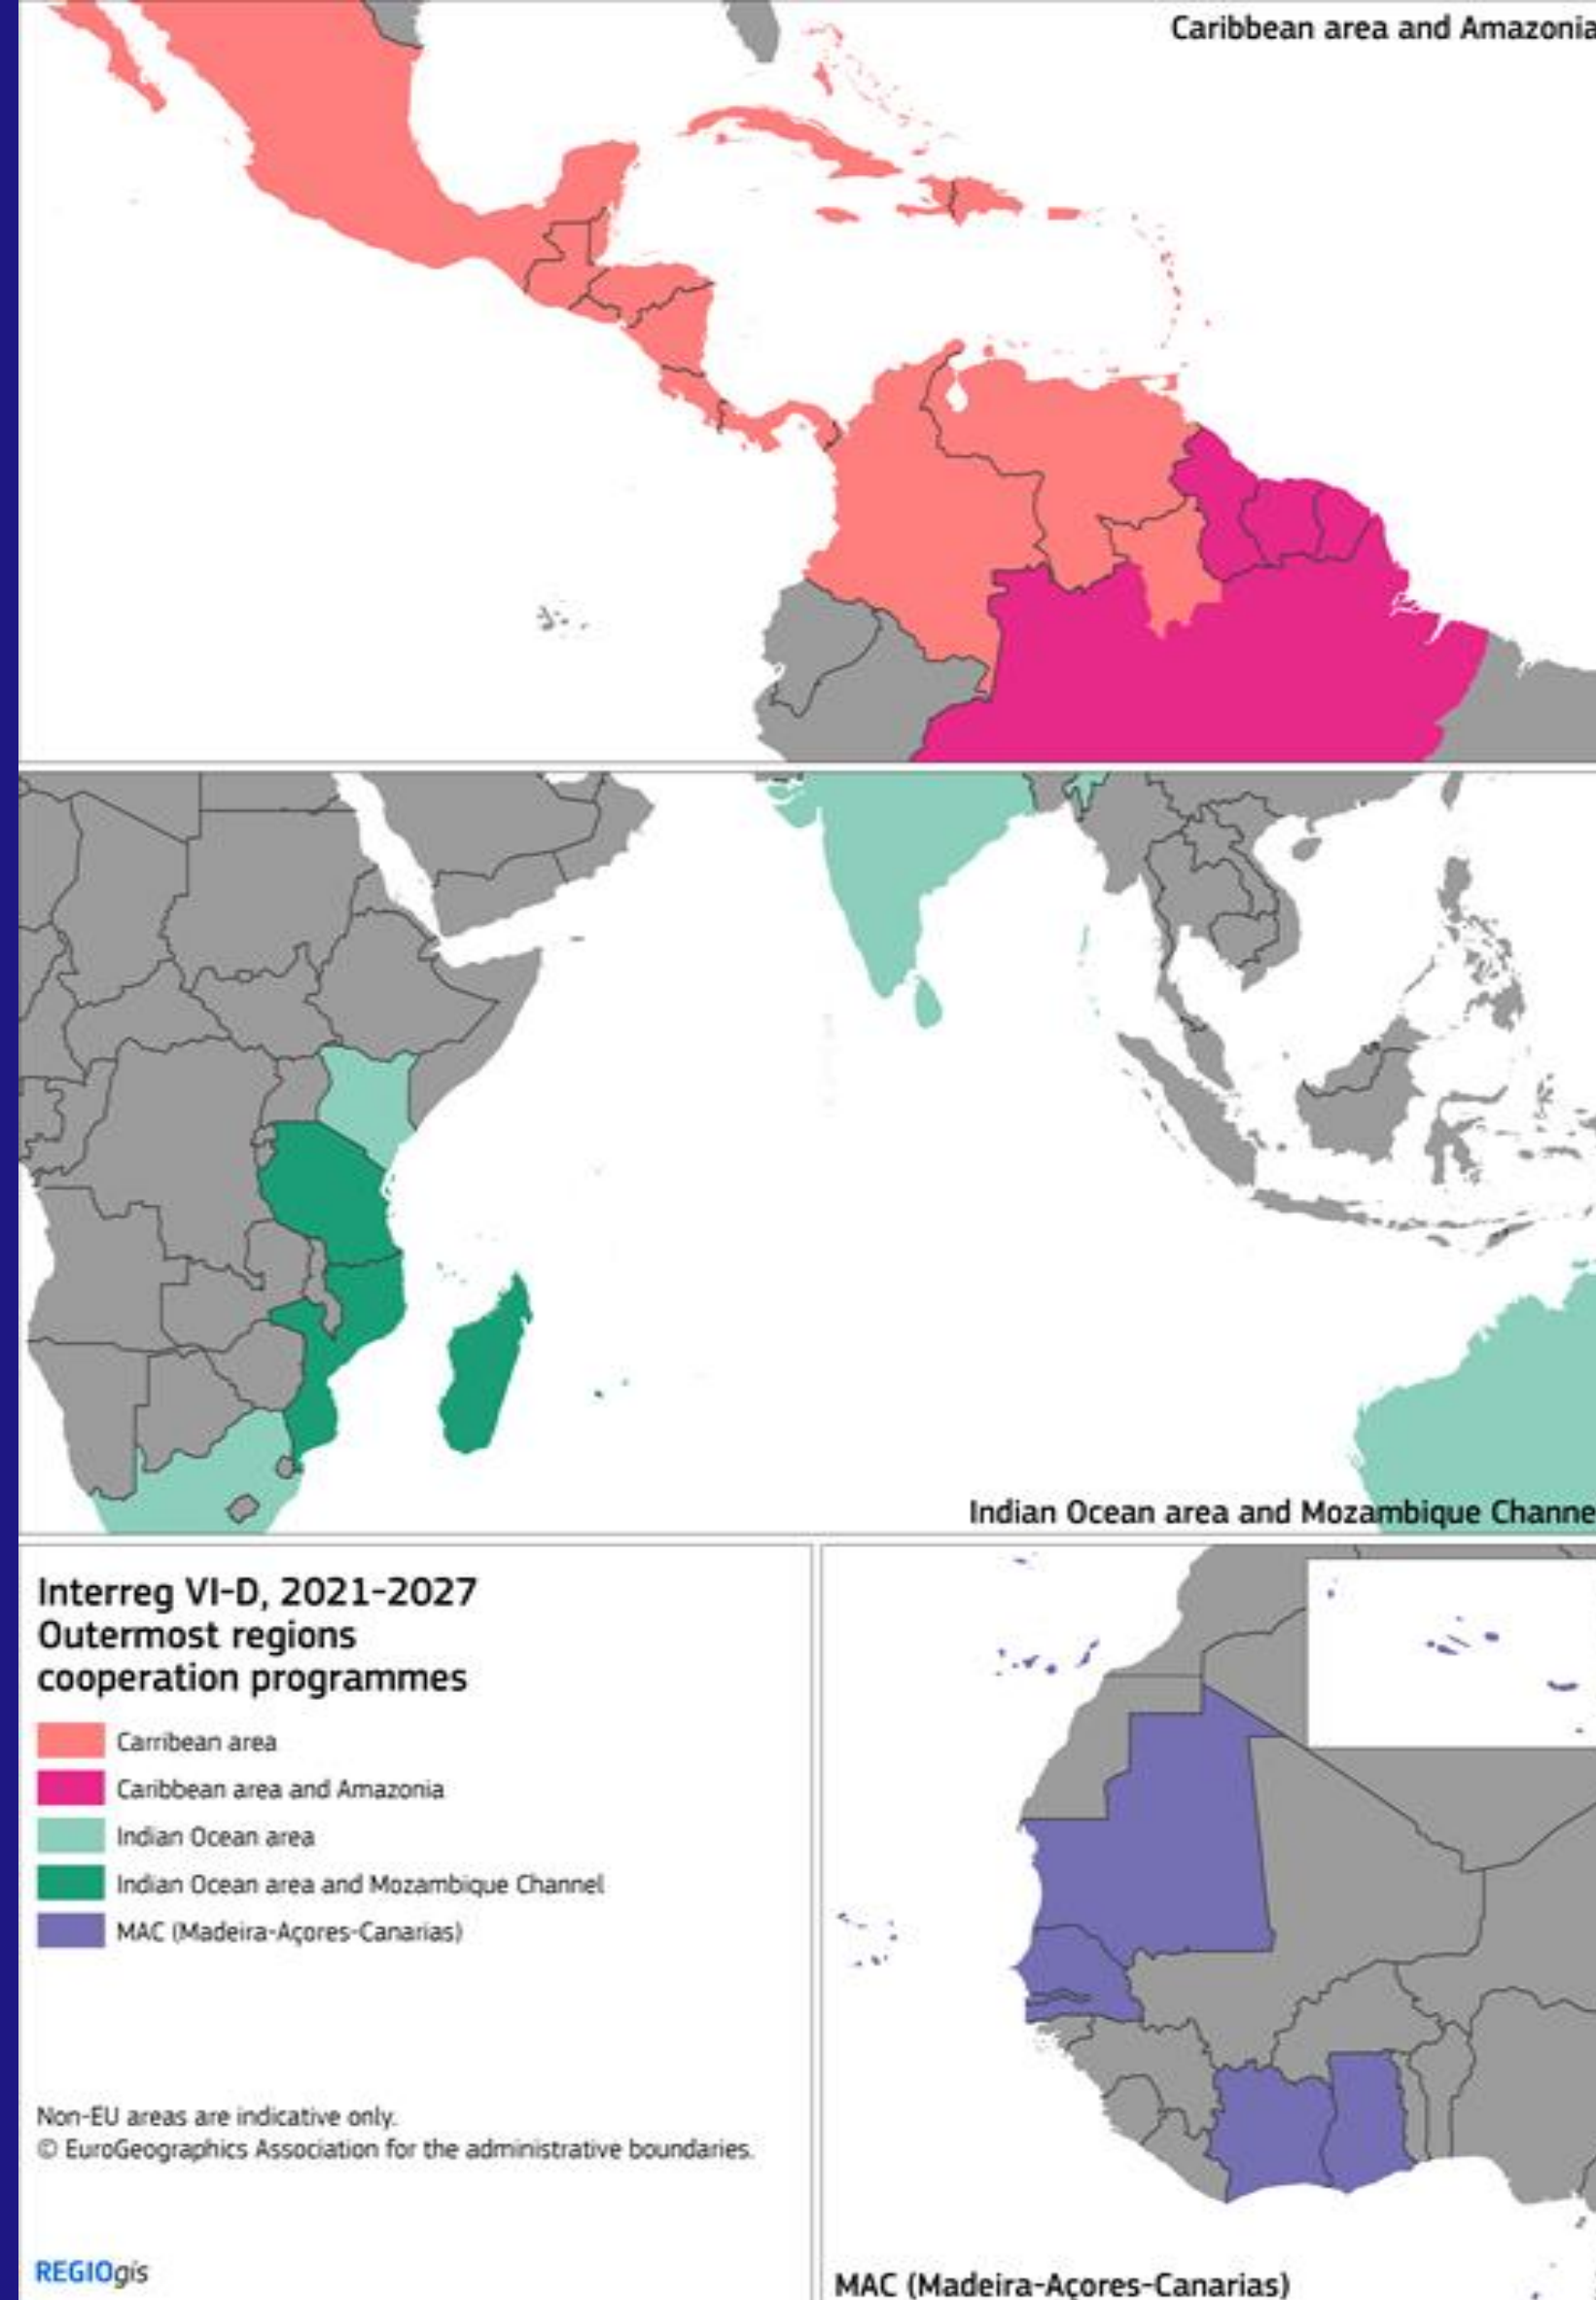 Caribbean area and Amazonia
Indian Ocean area and Mozambique Channe
Interreg VI-D, 2021-2027
Outermost regions
cooperation programmes
Carribean area
Caribbean area and Amazonia
Indian Ocean area
Indian Ocean area and Mozambique Channel
MAC (Madeira-Açores-Canarias)
Non-EU areas are indicative only.
© EuroGeographics Association for the administrative boundaries.
REGIOgis
MAC (Madeira-Açores-Canarias)